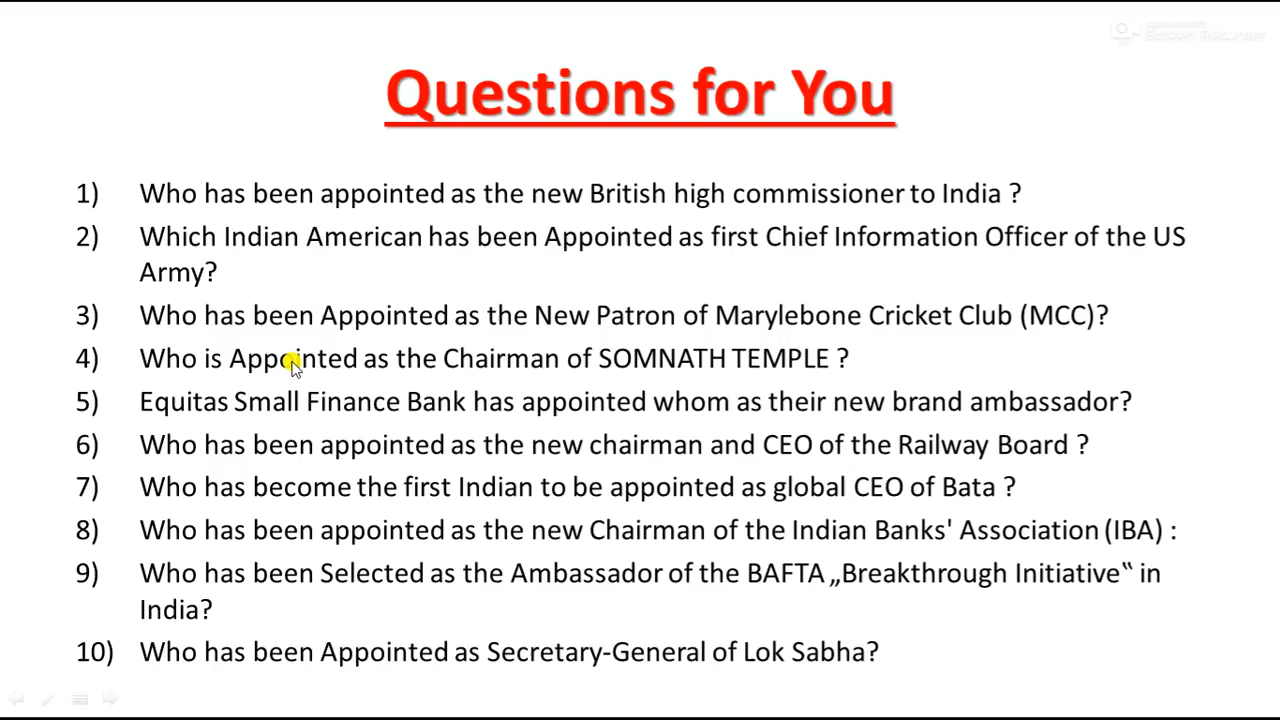 Screen Recorder
Questions for You
1) Who has been appointed as the new British high commissioner to India ?
2) Which Indian American has been Appointed as first Chief Information Officer of the US
Army?
3) Who has been Appointed as the New Patron of Marylebone Cricket Club (MCC)?
4) Who is Appointed as the Chairman of SOMNATH TEMPLE ?
5) Equitas Small Finance Bank has appointed whom as their new brand ambassador?
6) Who has been appointed as the new chairman and CEO of the Railway Board ?
7) Who has become the first Indian to be appointed as global CEO of Bata ?
8) Who has been appointed as the new Chairman of the Indian Banks' Association (IBA) :
9) Who has been Selected as the Ambassador of the BAFTA „Breakthrough Initiative‟ in
India?
10) Who has been Appointed as Secretary-General of Lok Sabha?